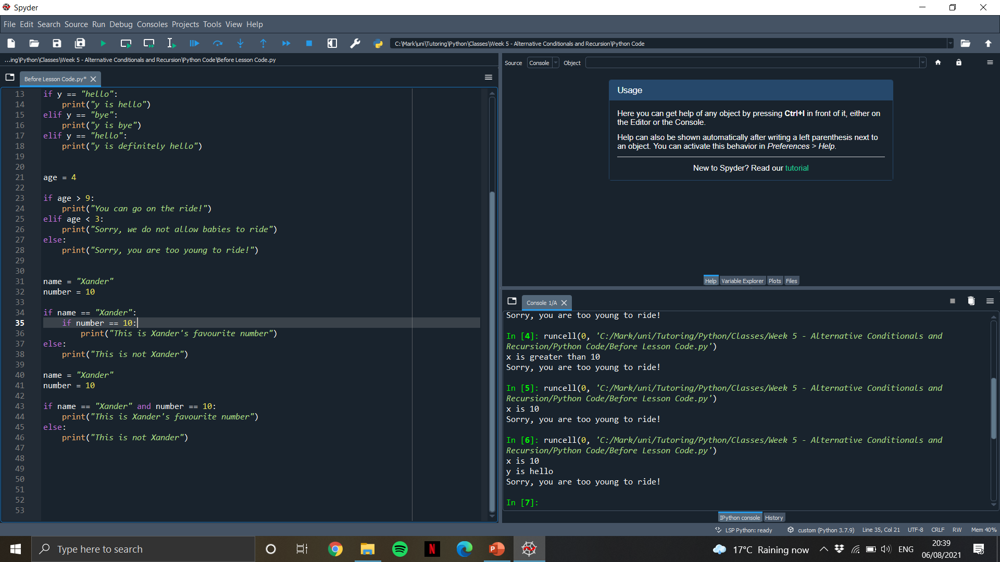 Spyder
File Edit Search Source Run Debug Consoles Projects Tools View Help
C:\Mark\uni\Tutoring\Python\Classes\Week 5 - Alternative Conditionals and Recursion\Python Code
...ing\Python\Classes\Week 5 - Alternative Conditionals and Recursion\Python Code\Before Lesson Code.py
Before Lesson Code.py*
13 if y == "hello":
14 print("y is hello")
15 elif y == "bye":
16 print("y is bye")
17 elif y == "hello":
18 print("y is definitely hello")
19
20
21 age = 4
22
23 if age > 9:
24 print("You can go on the ride!")
25 elif age < 3:
26 print("Sorry, we do not allow babies to ride")
27 else:
28 print("Sorry, you are too young to ride!")
29
30
31 name = "Xander"
32 number = 10
33
34 if name == "Xander":
35 if number == 10:
36 print("This is Xander's favourite number")
37 else:
38 print("This is not Xander")
39
40 name = "Xander"
41 number = 10
42
43 if name == "Xander" and number == 10:
44 print("This is Xander's favourite number")
45 else:
46 print("This is not Xander")
47
48
49
50
51
52
53
Source Console Object
Usage
Here you can get help of any object by pressing Ctrl+I in front of it, either on
the Editor or the Console.
Help can also be shown automatically after writing a left parenthesis next to
an object. You can activate this behavior in Preferences > Help.
New to Spyder? Read our tutorial
Help Variable Explorer Plots Files
Console 1/A
Sorry, you are too young to ride!
In [4]: runcell(0, 'C:/Mark/uni/Tutoring/Python/Classes/Week 5 - Alternative Conditionals and
Recursion/Python Code/Before Lesson Code.py')
x is greater than 10
Sorry, you are too young to ride!
In [5]: runcell(0, 'C:/Mark/uni/Tutoring/Python/Classes/Week 5 - Alternative Conditionals and
Recursion/Python Code/Before Lesson Code.py')
x is 10
Sorry, you are too young to ride!
In [6]: runcell(0, 'C:/Mark/uni/Tutoring/Python/Classes/Week 5 - Alternative Conditionals and
Recursion/Python Code/Before Lesson Code.py')
x is 10
y is hello
Sorry, you are too young to ride!
In [7]:
IPython console History
LSP Python: ready custom (Python 3.7.9) Line 35, Col 21 UTF-8 CRLF RW Mem 40%
Type here to search
17°C Raining now
ENG
20:39
06/08/2021